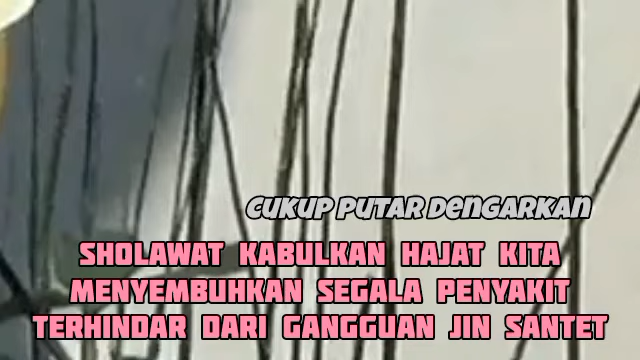 CUKUP PUTAR DENGARKAN
SHOLAWAT KABULKAN HAJAT KITA
MENYEMBUHKAN SEGALA PENYAKIT
TERHINDAR DARI GANGGUAN JIN SANTET